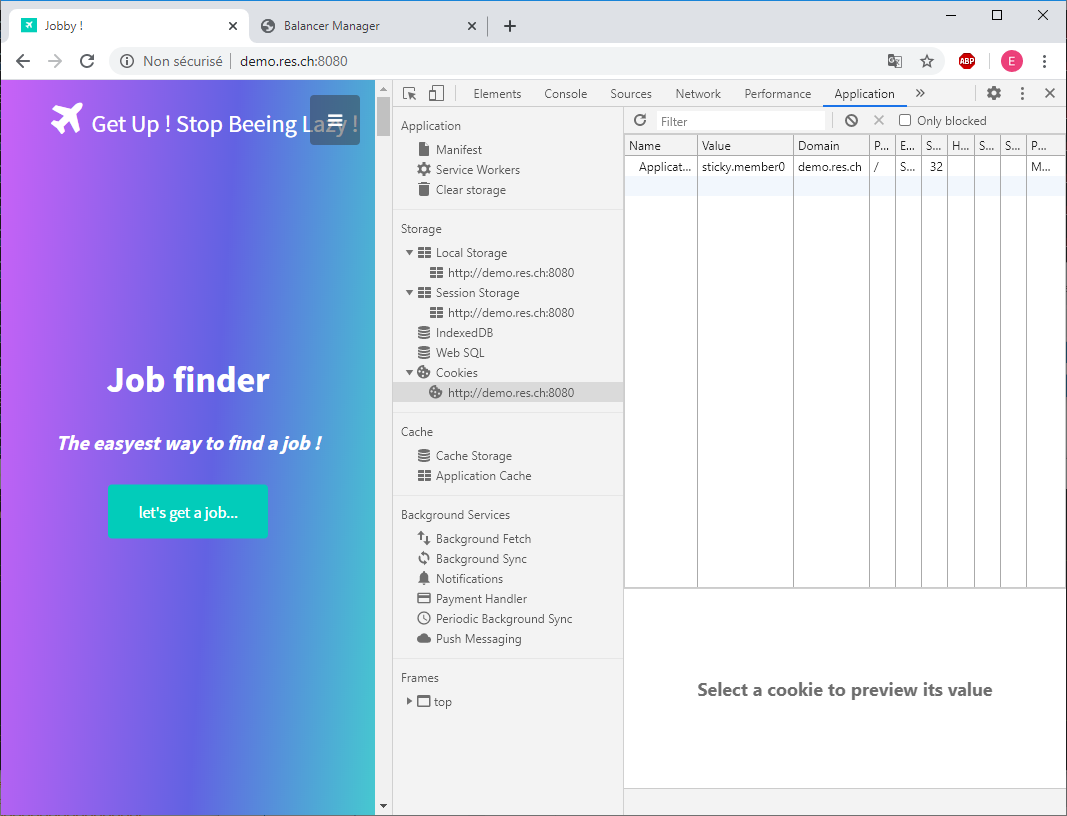 Jobby !
Balancer Manager
Non sécurisé
demo.res.ch:8080
ABP
E
Get Up ! Stop Beeing Lazy !
Job finder
The easyest way to find a job !
let's get a job...
Elements
Console
Sources
Network
Performance
Application
»
Application
Manifest
Service Workers
Clear storage
Storage
Local Storage
http://demo.res.ch:8080
Session Storage
http://demo.res.ch:8080
IndexedDB
Web SQL
Cookies
http://demo.res.ch:8080
Cache
Cache Storage
Application Cache
Background Services
Background Fetch
Background Sync
Notifications
Payment Handler
Periodic Background Sync
Push Messaging
Frames
top
Filter
Only blocked
Name Value Domain P... E... S... H... S... S... P...
Applicat... sticky.member0 demo.res.ch / S... 32 M...
Select a cookie to preview its value